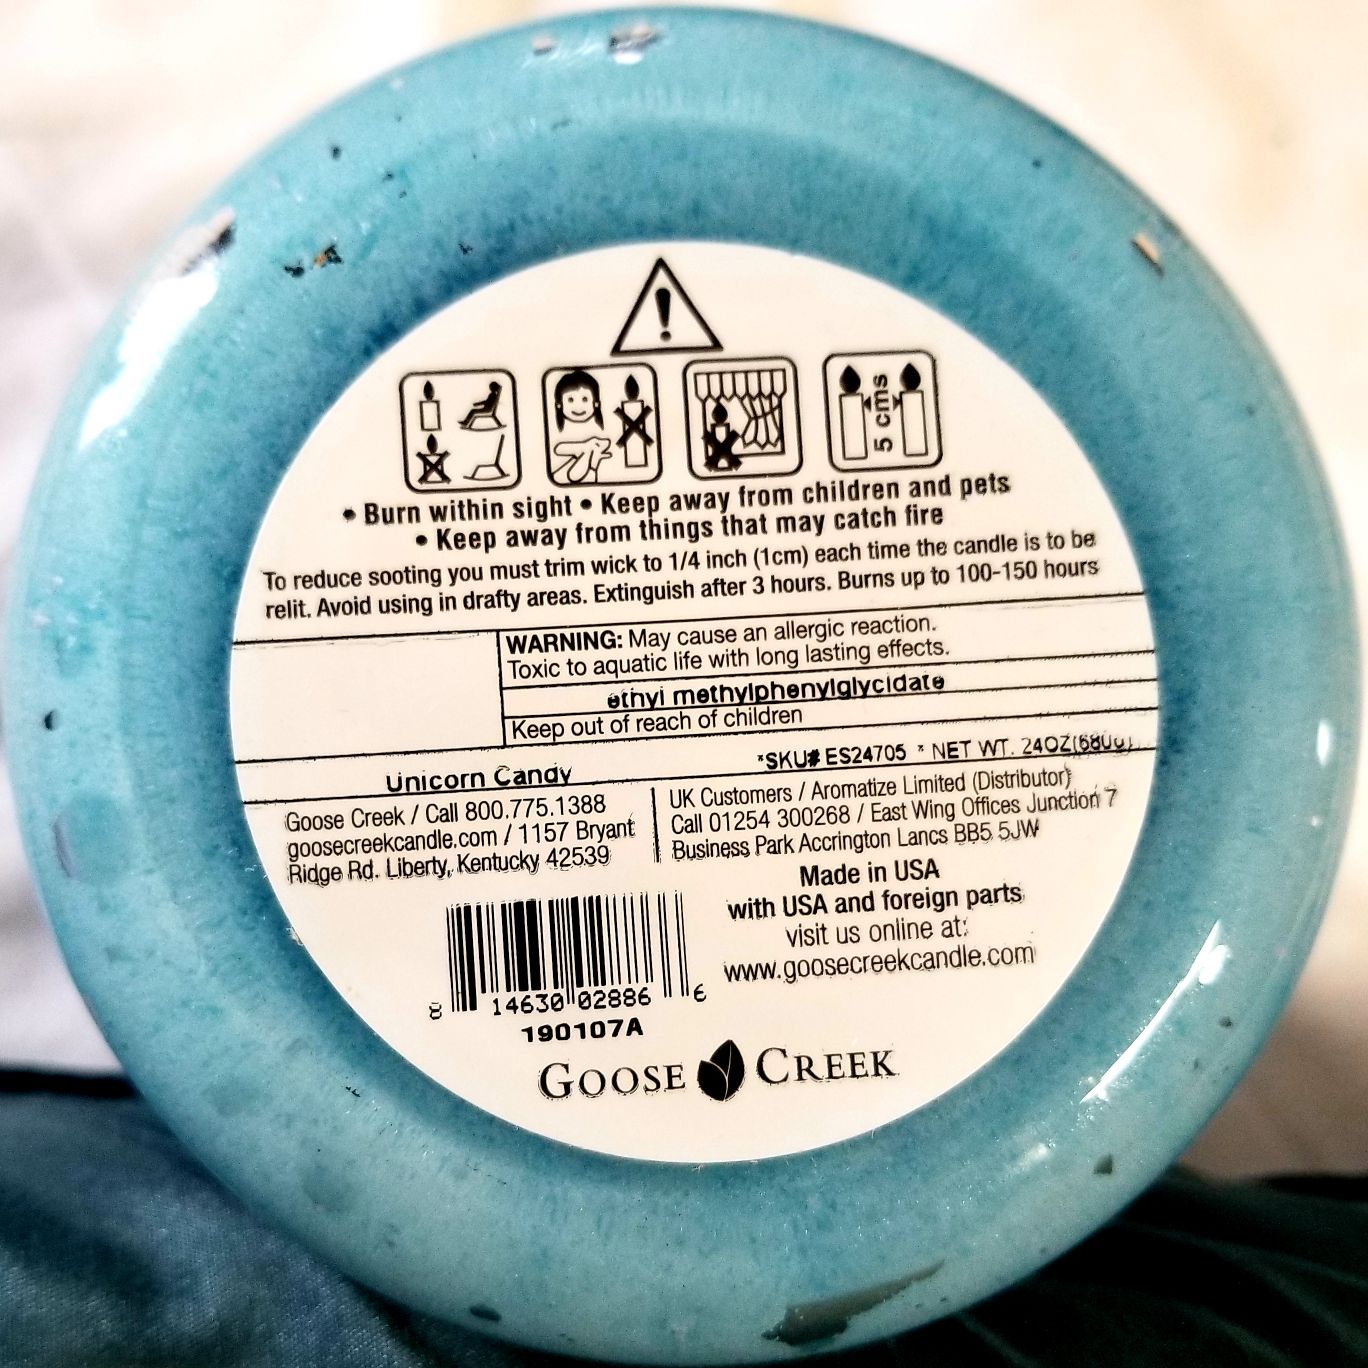 !
5 cms
• Burn within sight • Keep away from children and pets
• Keep away from things that may catch fire
To reduce sooting you must trim wick to 1/4 inch (1cm) each time the candle is to be
relit. Avoid using in drafty areas. Extinguish after 3 hours. Burns up to 100-150 hours
WARNING: May cause an allergic reaction.
Toxic to aquatic life with long lasting effects.
ethyl methylphenylglycidate
Keep out of reach of children
*SKU# ES24705 * NET WT. 24OZ(680g)
Unicorn Candy
Goose Creek / Call 800.775.1388
goosecreekcandle.com / 1157 Bryant
Ridge Rd. Liberty, Kentucky 42539
UK Customers / Aromatize Limited (Distributor)
Call 01254 300268 / East Wing Offices Junction 7
Business Park Accrington Lancs BB5 5JW
Made in USA
with USA and foreign parts
visit us online at:
www.goosecreekcandle.com
8 14630 02886 6
190107A
GOOSE CREEK